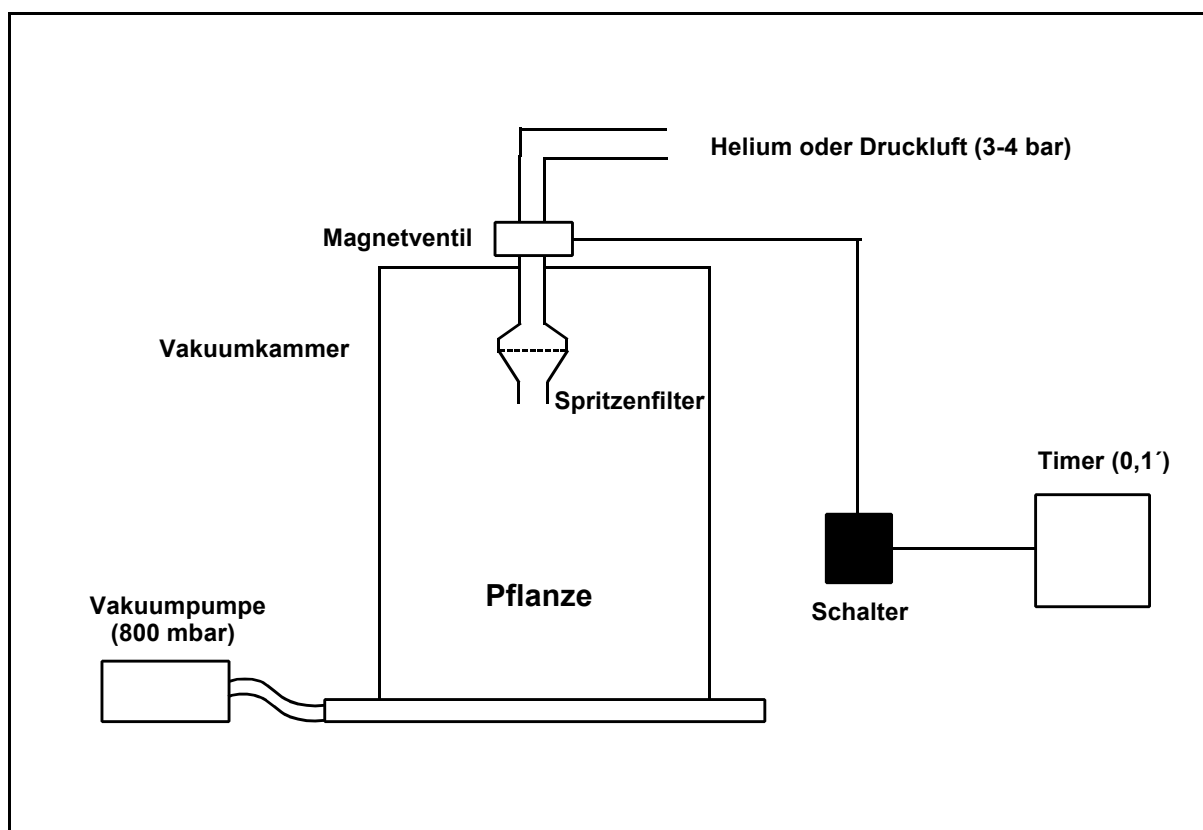 Helium oder Druckluft (3-4 bar)
Magnetventil
Vakuumkammer
Spritzenfilter
Timer (0,1´)
Pflanze
Schalter
Vakuumpumpe
(800 mbar)